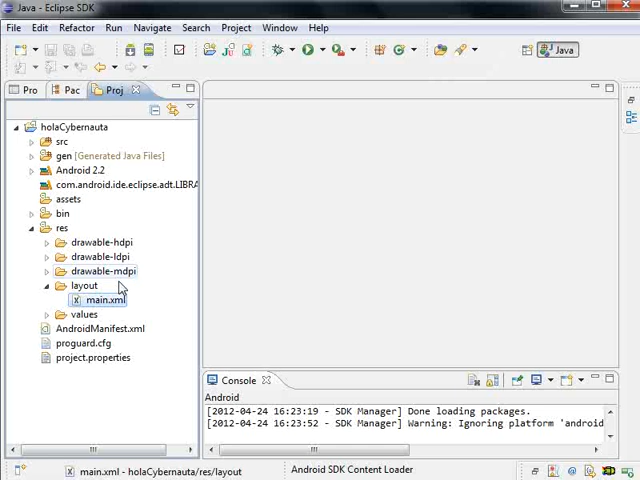 Java - Eclipse SDK
File Edit Refactor Run Navigate Search Project Window Help
Java
Pro Pac Proj
holaCybernauta
src
gen [Generated Java Files]
Android 2.2
com.android.ide.eclipse.adt.LIBRA
assets
bin
res
drawable-hdpi
drawable-ldpi
drawable-mdpi
layout
main.xml
values
AndroidManifest.xml
proguard.cfg
project.properties
Console
Android
[2012-04-24 16:23:19 - SDK Manager] Done loading packages.
[2012-04-24 16:23:52 - SDK Manager] Warning: Ignoring platform 'android
main.xml - holaCybernauta/res/layout
Android SDK Content Loader